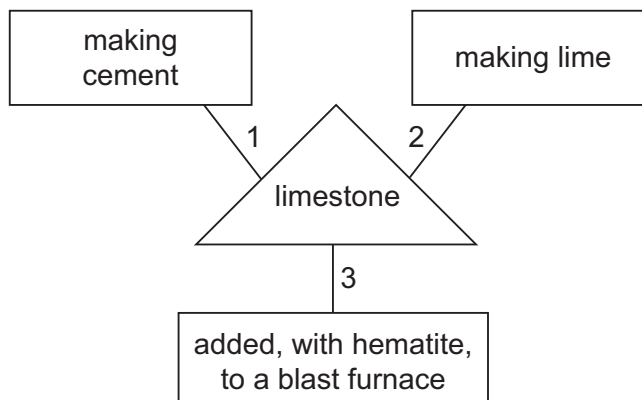 making
cement
making lime
1
2
limestone
3
added, with hematite,
to a blast furnace